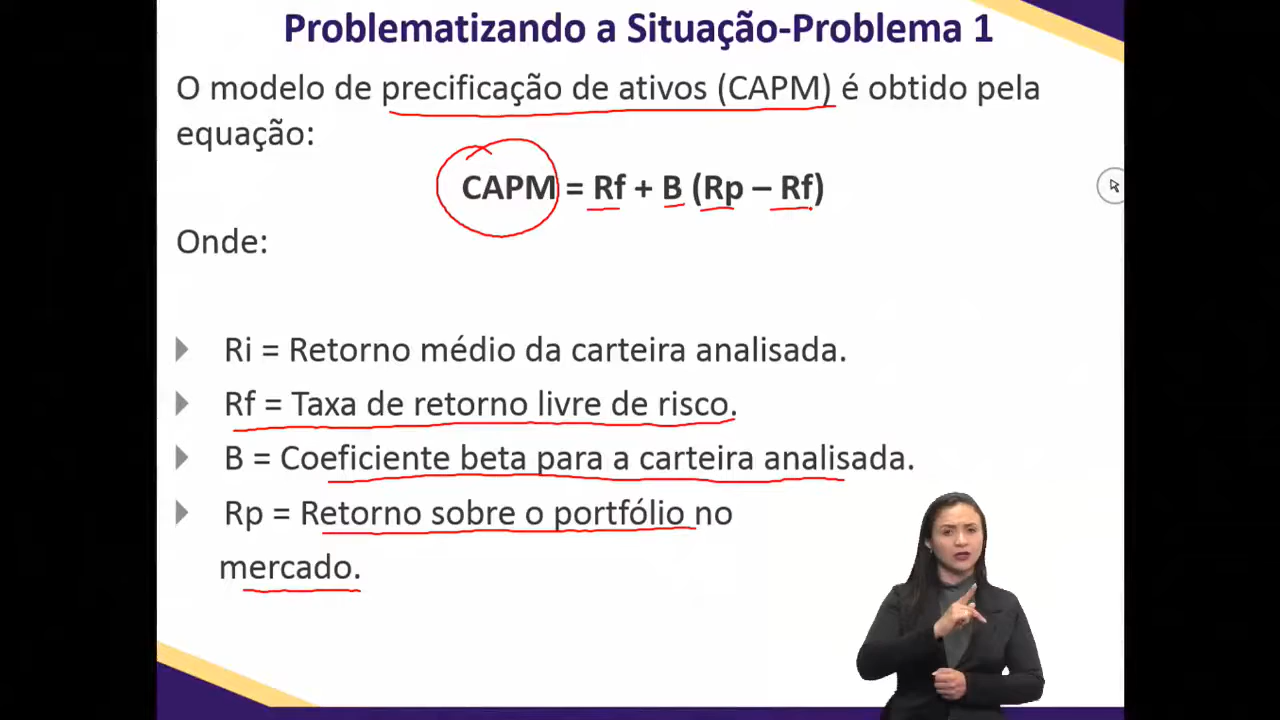 Problematizando a Situação-Problema 1
O modelo de precificação de ativos (CAPM) é obtido pela
equação:
CAPM = Rf + B (Rp – Rf)
Onde:
Ri = Retorno médio da carteira analisada.
Rf = Taxa de retorno livre de risco.
B = Coeficiente beta para a carteira analisada.
Rp = Retorno sobre o portfólio no
mercado.